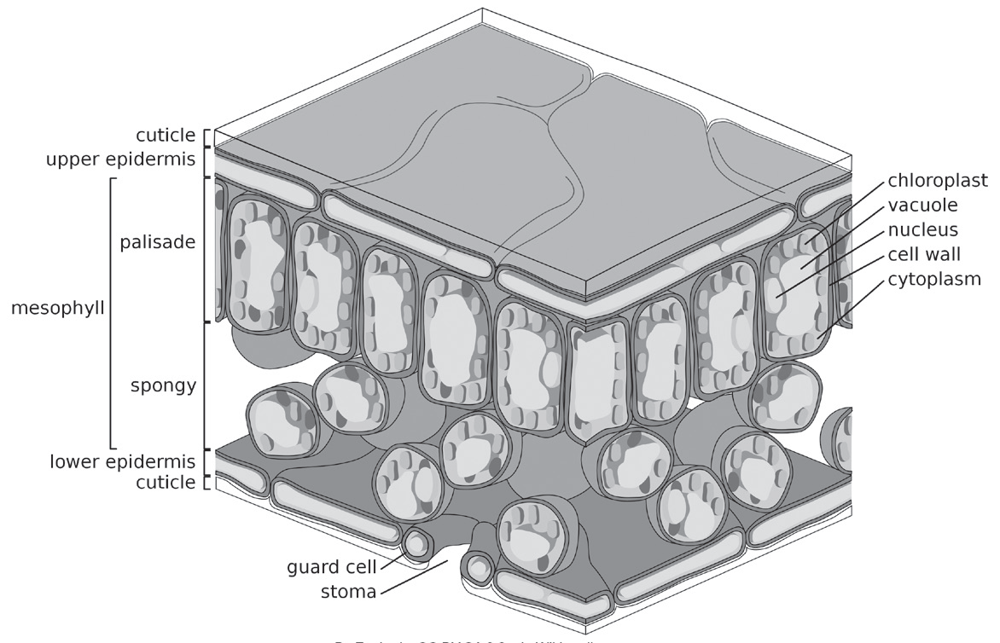 cuticle
upper epidermis
palisade
mesophyll
spongy
lower epidermis
cuticle
guard cell
stoma
chloroplast
vacuole
nucleus
cell wall
cytoplasm